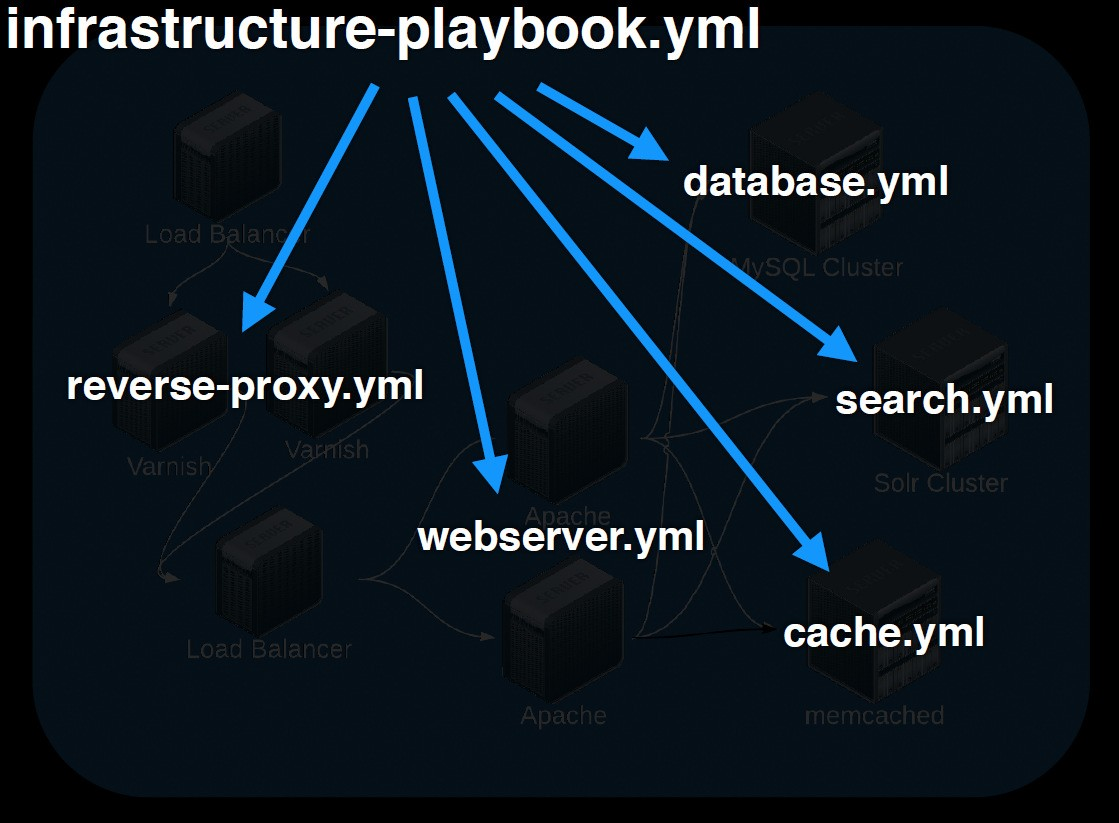 infrastructure-playbook.yml
database.yml
Load Balancer
MySQL Cluster
reverse-proxy.yml
search.yml
Varnish
Varnish
Solr Cluster
Apache
webserver.yml
cache.yml
Load Balancer
Apache
memcached